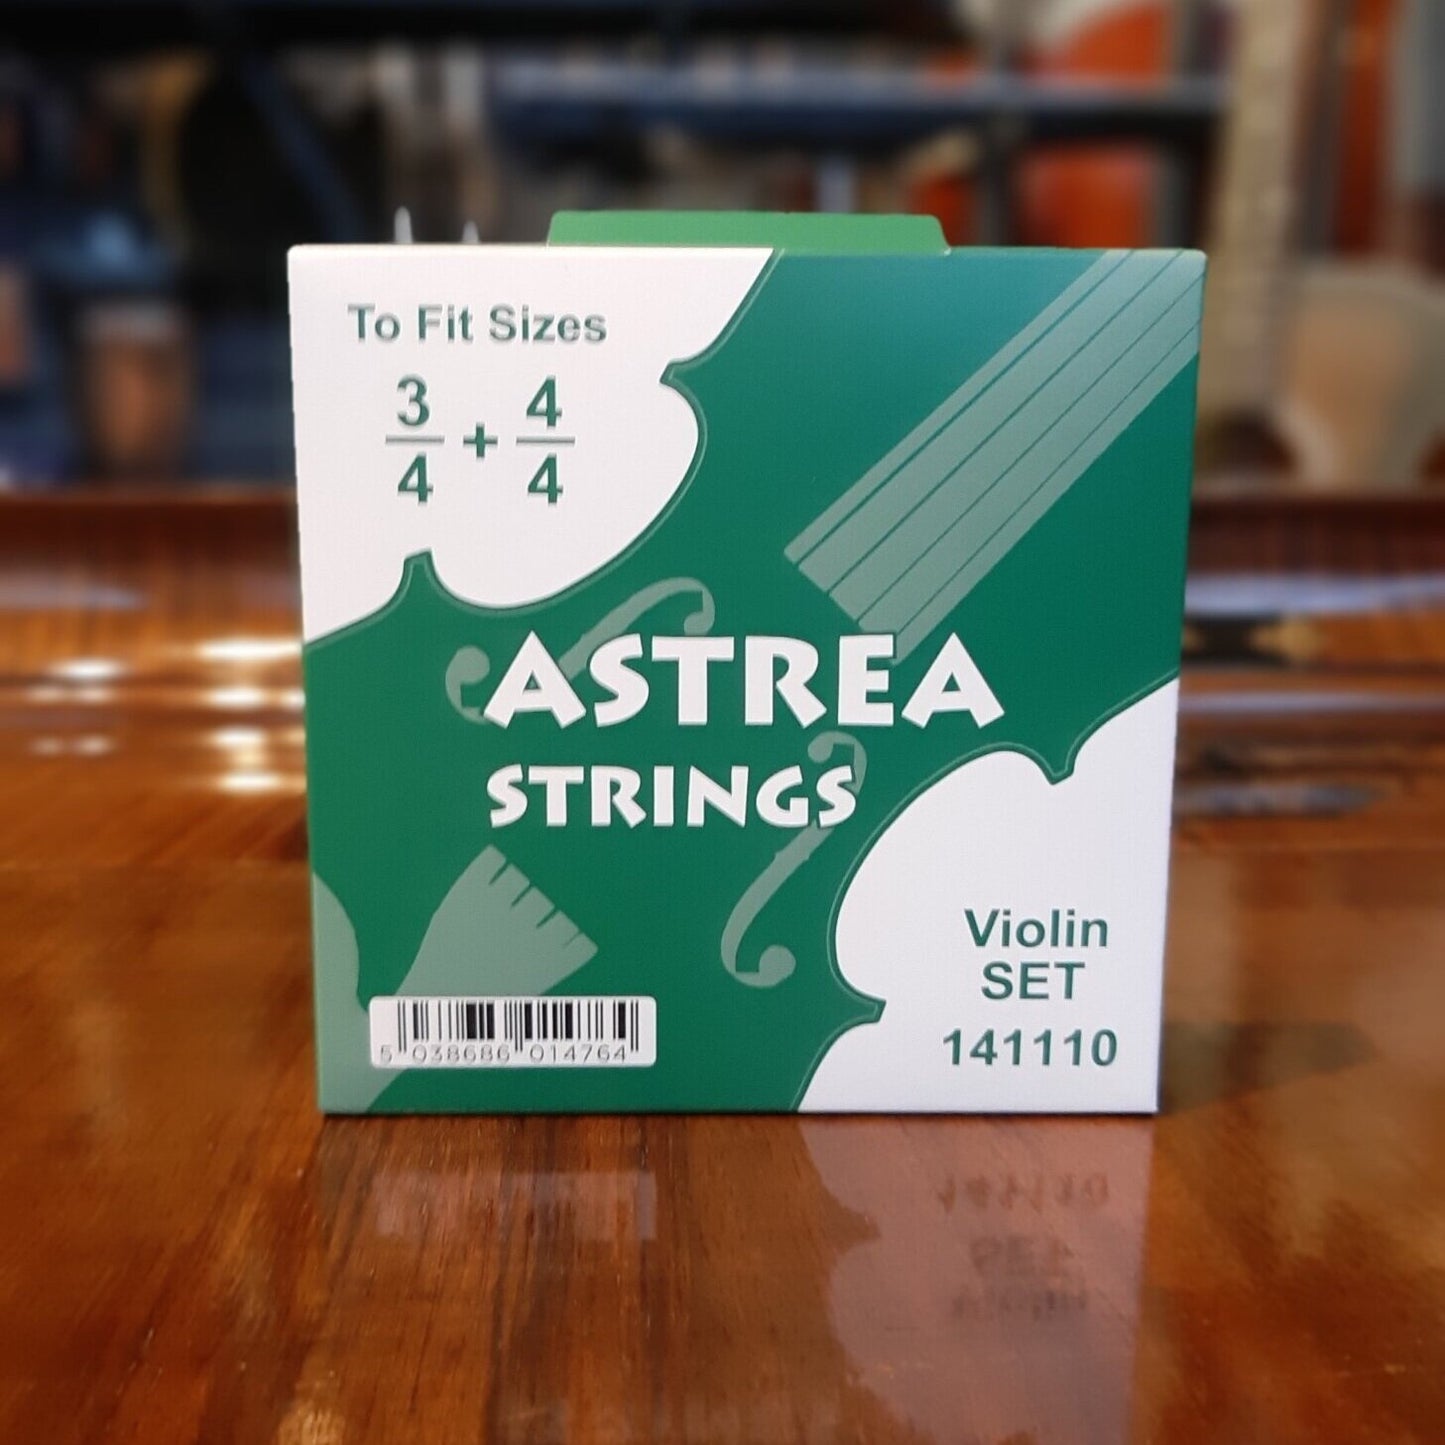 To Fit Sizes
3/4 + 4/4
ASTREA
STRINGS
Violin
SET
141110
5 038686 014764